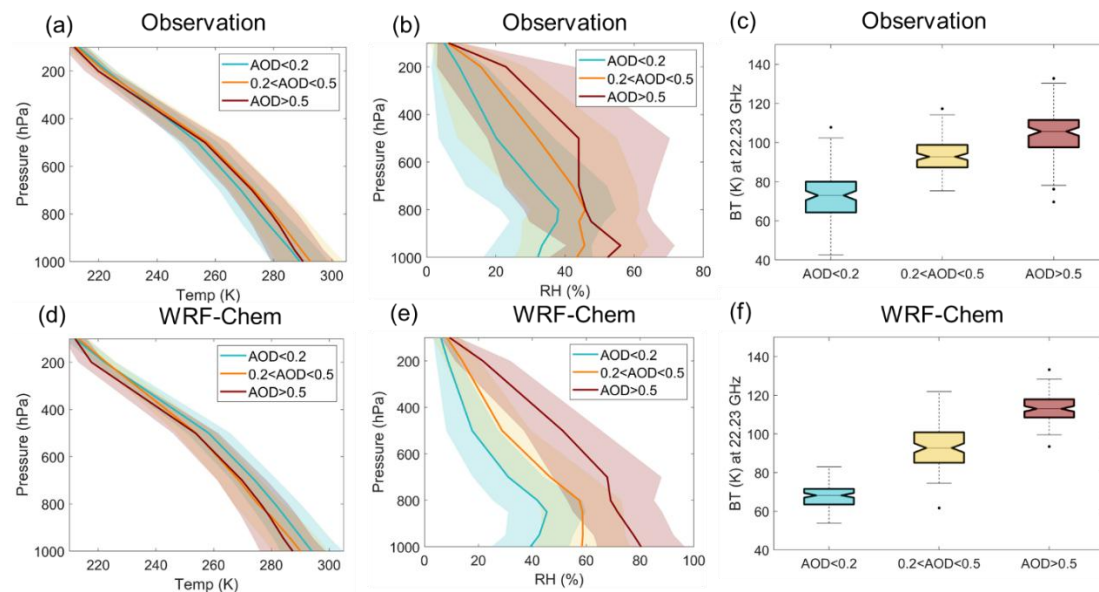 (a)
Observation
Pressure (hPa)
200
400
600
800
1000
220
240
260
280
300
Temp (K)
AOD<0.2
0.2<AOD<0.5
AOD>0.5
(b)
Observation
Pressure (hPa)
200
400
600
800
1000
0
20
40
60
80
RH (%)
AOD<0.2
0.2<AOD<0.5
AOD>0.5
(c)
Observation
BT (K) at 22.23 GHz
140
120
100
80
60
40
AOD<0.2
0.2<AOD<0.5
AOD>0.5
(d)
WRF-Chem
Pressure (hPa)
200
400
600
800
1000
220
240
260
280
300
Temp (K)
AOD<0.2
0.2<AOD<0.5
AOD>0.5
(e)
WRF-Chem
Pressure (hPa)
200
400
600
800
1000
0
20
40
60
80
100
RH (%)
AOD<0.2
0.2<AOD<0.5
AOD>0.5
(f)
WRF-Chem
BT (K) at 22.23 GHz
140
120
100
80
60
40
AOD<0.2
0.2<AOD<0.5
AOD>0.5